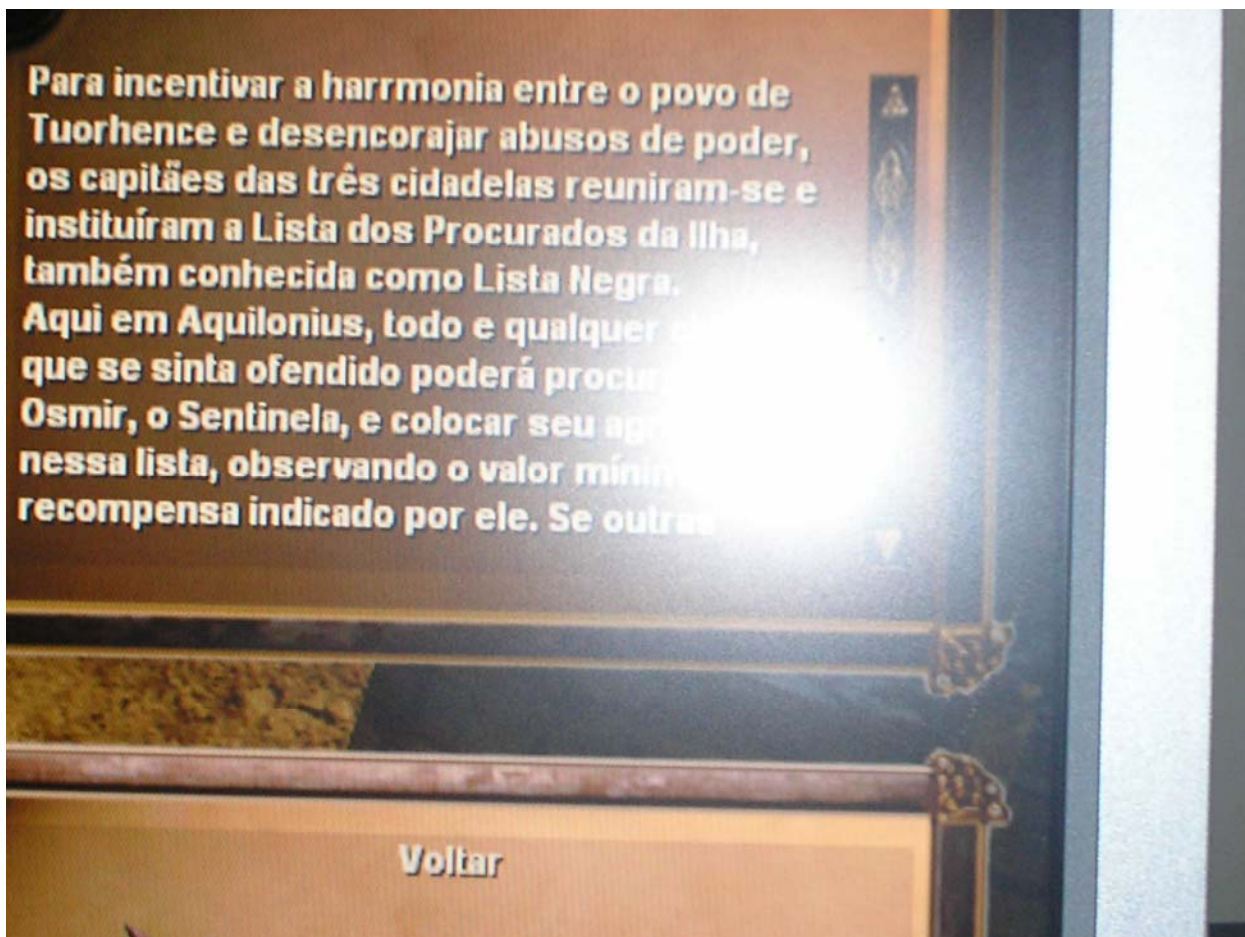 Para incentivar a harrmonia entre o povo de
Tuorhence e desencorajar abusos de poder,
os capitães das três cidadelas reuniram-se e
instituíram a Lista dos Procurados da Ilha,
também conhecida como Lista Negra.
Aqui em Aquilonius, todo e qualquer
que se sinta ofendido poderá
Osmir, o Sentinela, e colocar seu
nessa lista, observando o valor
recompensa indicado por ele. Se
Voltar